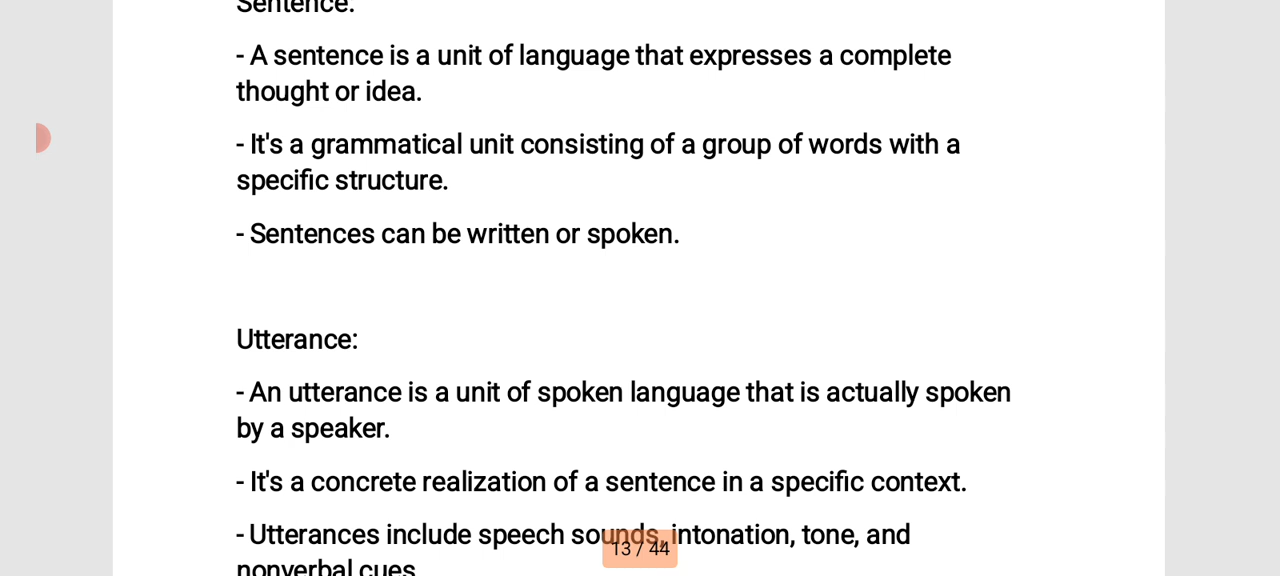 Sentence:
- A sentence is a unit of language that expresses a complete
thought or idea.
- It's a grammatical unit consisting of a group of words with a
specific structure.
- Sentences can be written or spoken.
Utterance:
- An utterance is a unit of spoken language that is actually spoken
by a speaker.
- It's a concrete realization of a sentence in a specific context.
- Utterances include speech sounds, intonation, tone, and
13 / 44
nonverbal cues